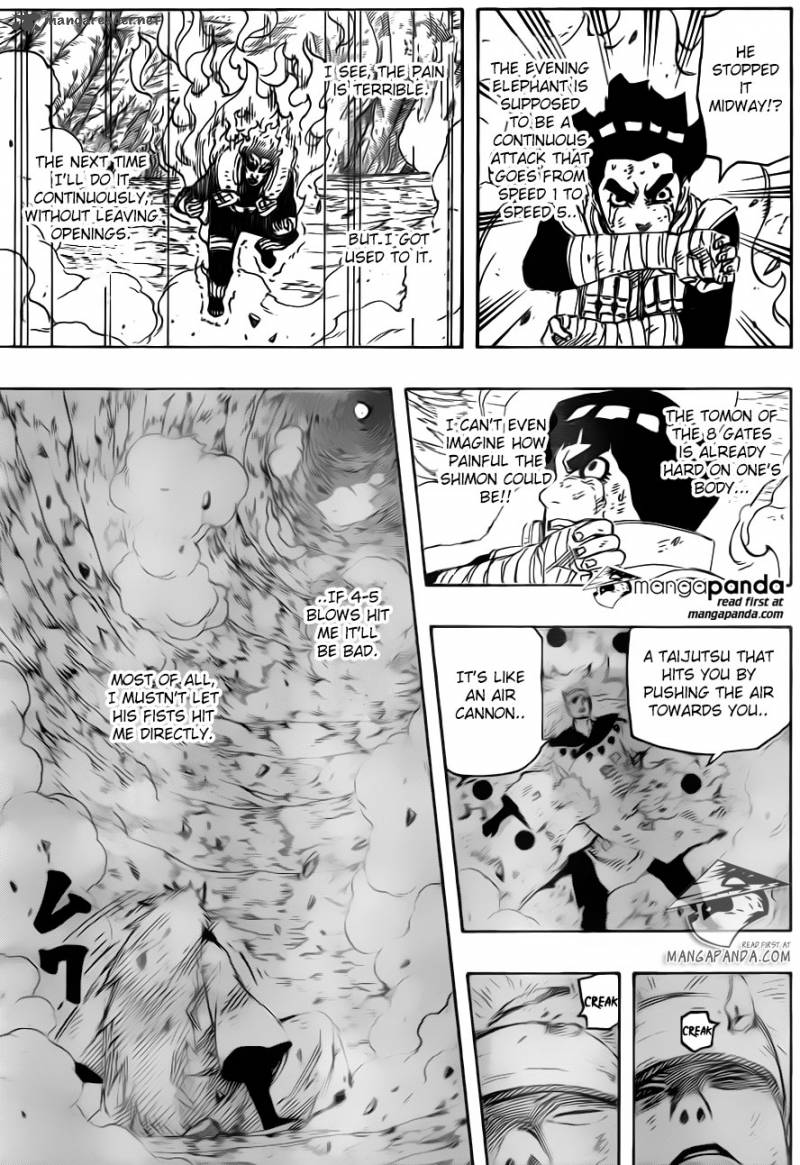 HE
STOPPED
IT
MIDWAY!?
THE EVENING
ELEPHANT IS
SUPPOSED
TO BE A
CONTINUOUS
ATTACK THAT
GOES FROM
SPEED 1 TO
SPEED 5..
I SEE, THE PAIN
IS TERRIBLE.
BUT I GOT
USED TO IT.
THE NEXT TIME
I'LL DO IT
CONTINUOUSLY,
WITHOUT LEAVING
OPENINGS.
THE TOMON OF
THE 8 GATES
IS ALREADY
HARD ON ONE'S
BODY...
I CAN'T EVEN
IMAGINE HOW
PAINFUL THE
SHIMON COULD
BE!!
mangapanda
read first at
mangapanda.com
A TAIJUTSU THAT
HITS YOU BY
PUSHING THE AIR
TOWARDS YOU..
IT'S LIKE
AN AIR
CANNON..
READ FIRST AT
MANGAPANDA.COM
CREAK
CREAK
..IF 4-5
BLOWS HIT
ME IT'LL
BE BAD.
MOST OF ALL,
I MUSTN'T LET
HIS FISTS HIT
ME DIRECTLY.
ムク
mangareader.net